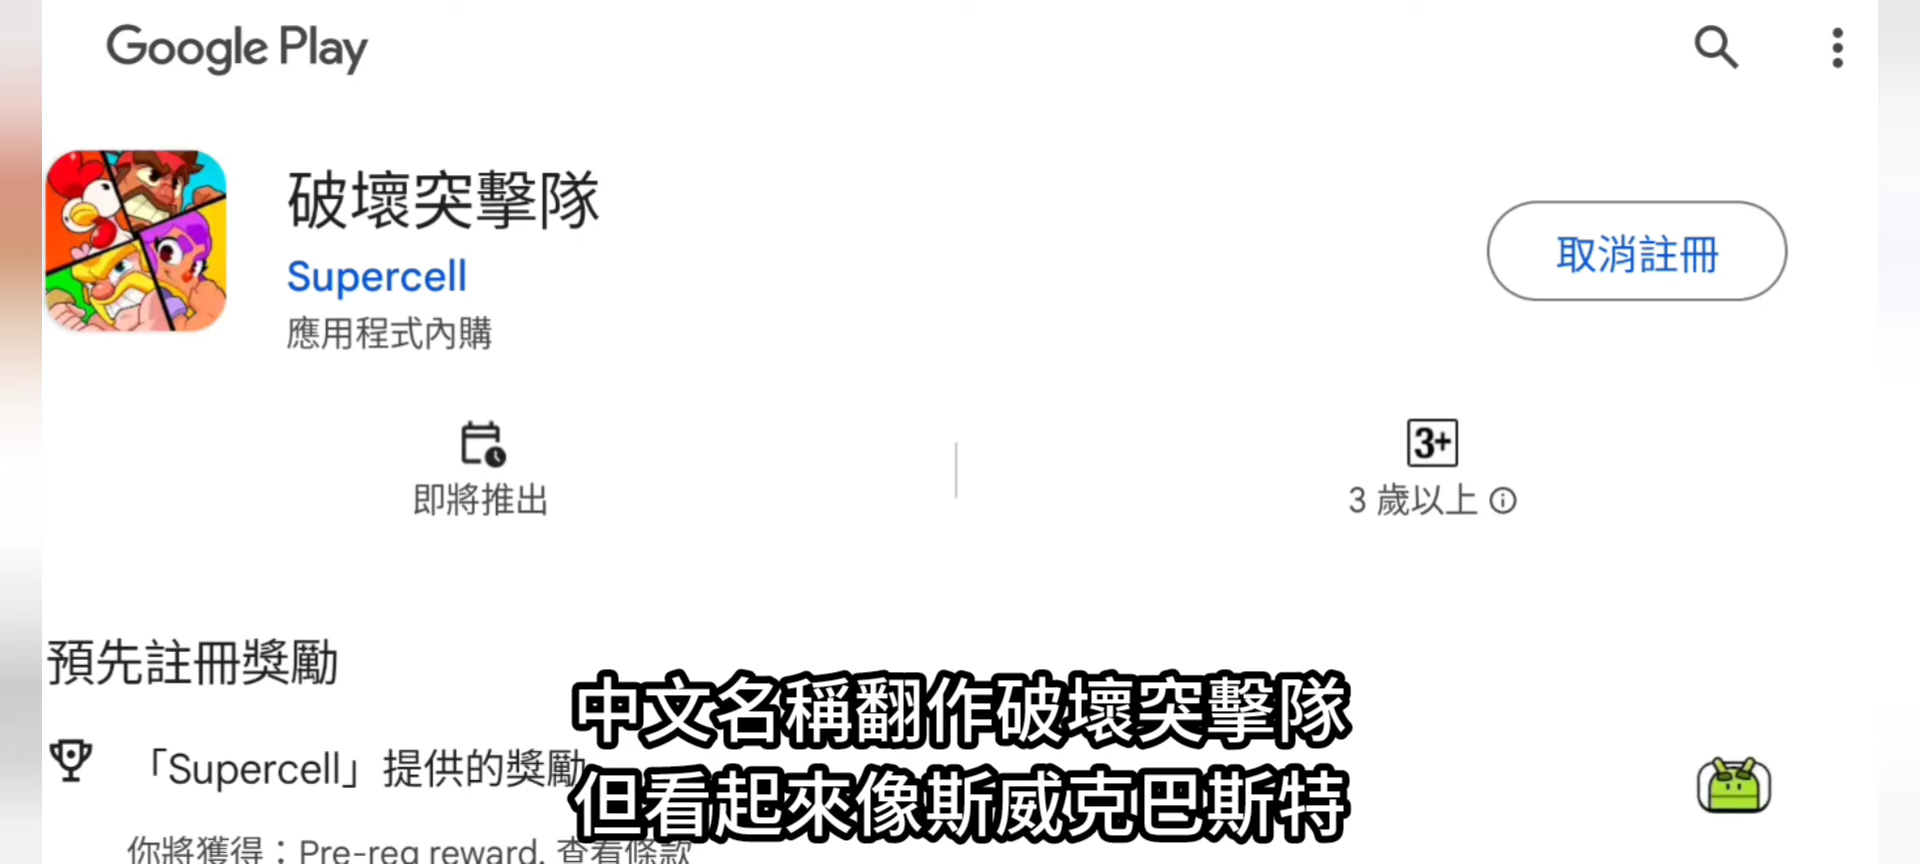 Google Play
破壞突擊隊
Supercell
應用程式內購
取消註冊
即將推出
3+
3 歲以上
預先註冊獎勵
「Supercell」提供的獎勵
你將獲得：Pre-reg reward. 查看條款
中文名稱翻作破壞突擊隊
但看起來像斯威克巴斯特